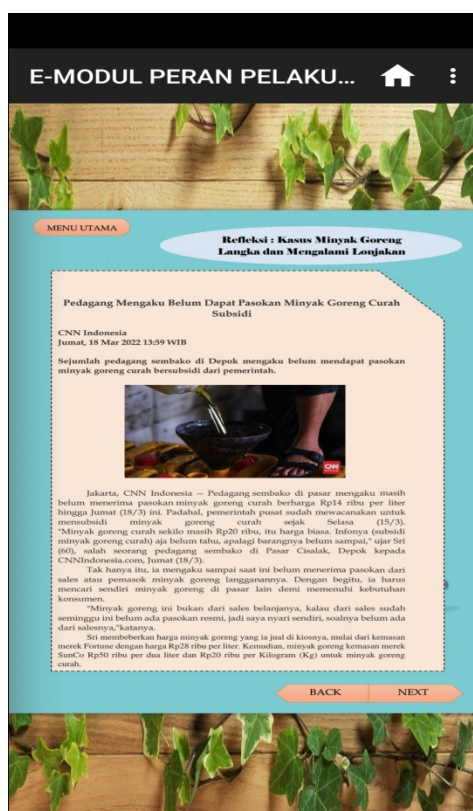 E-MODUL PERAN PELAKU...
MENU UTAMA
Refleksi : Kasus Minyak Goreng
Langka dan Mengalami Lonjakan
Pedagang Mengaku Belum Dapat Pasokan Minyak Goreng Curah
Subsidi
CNN Indonesia
Jumat, 18 Mar 2022 13:59 WIB
Sejumlah pedagang sembako di Depok mengaku belum mendapat pasokan
minyak goreng curah bersubsidi dari pemerintah.
CNN
Jakarta, CNN Indonesia -- Pedagang sembako di pasar mengaku masih
belum menerima pasokan minyak goreng curah berharga Rp14 ribu per liter
hingga Jumat (18/3) ini. Padahal, pemerintah pusat sudah mewacanakan untuk
mensubsidi minyak goreng curah sejak Selasa (15/3).
"Minyak goreng curah sekilo masih Rp20 ribu, itu harga biasa. Infonya (subsidi
minyak goreng curah) aja belum tahu, apalagi barangnya belum sampai," ujar Sri
(60), salah seorang pedagang sembako di Pasar Cisalak, Depok kepada
CNNIndonesia.com, Jumat (18/3).
Tak hanya itu, ia mengaku sampai saat ini belum menerima pasokan dari
sales atau pemasok minyak goreng langganannya. Dengan begitu, ia harus
mencari sendiri minyak goreng di pasar lain demi memenuhi kebutuhan
konsumen.
"Minyak goreng ini bukan dari sales belanjanya, kalau dari sales sudah
seminggu ini belum ada pasokan resmi, jadi saya nyari sendiri, soalnya belum ada
dari salesnya,"katanya.
Sri membeberkan harga minyak goreng yang ia jual di kiosnya, mulai dari kemasan
merek Fortune dengan harga Rp28 ribu per liter. Kemudian, minyak goreng kemasan merek
SunCo Rp50 ribu per dua liter dan Rp20 ribu per Kilogram (Kg) untuk minyak goreng
curah.
BACK
NEXT